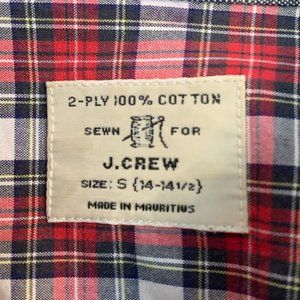 2-PLY 100% COTTON
SEWN FOR
J.CREW
SIZE: S {14-14 1/2}
MADE IN MAURITIUS